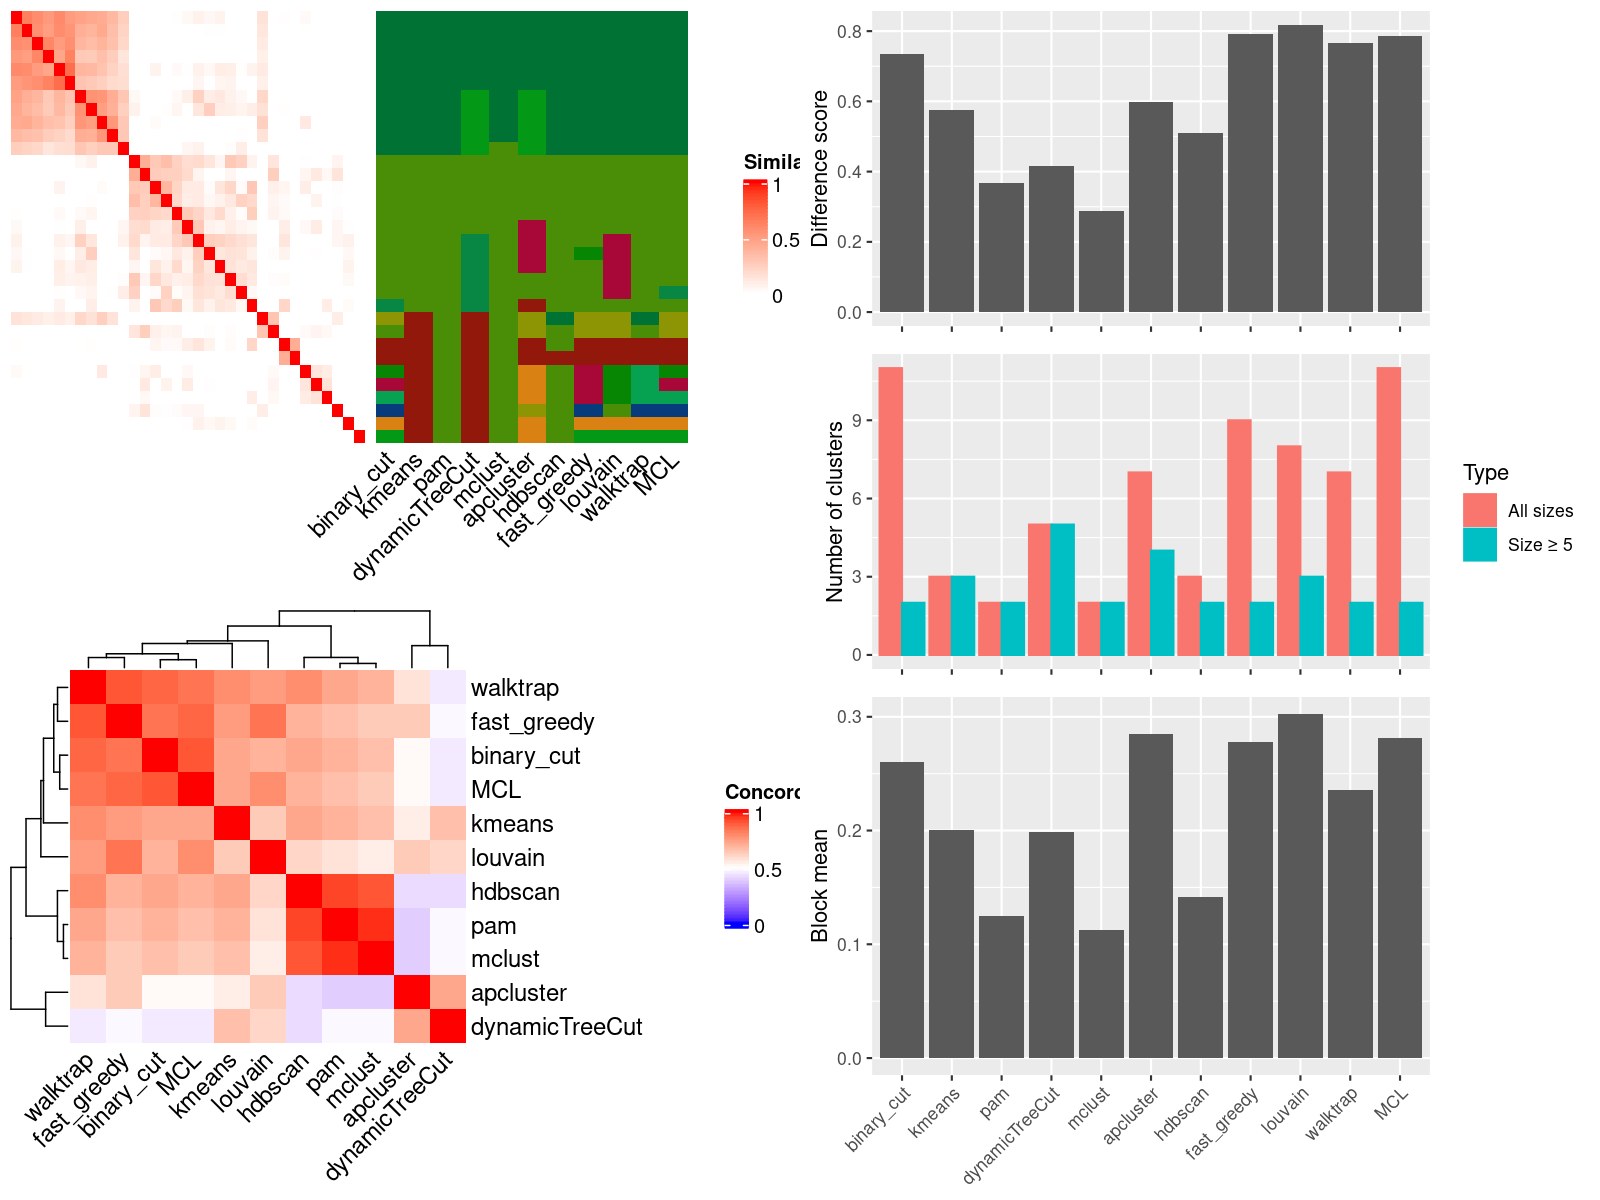 Simila
1
0.5
0
binary_cut
kmeans
pam
dynamicTreeCut
mclust
apcluster
hdbscan
fast_greedy
louvain
walktrap
MCL
walktrap
fast_greedy
binary_cut
MCL
kmeans
louvain
hdbscan
pam
mclust
apcluster
dynamicTreeCut
walktrap
fast_greedy
binary_cut
MCL
kmeans
louvain
hdbscan
pam
mclust
apcluster
dynamicTreeCut
Concord
1
0.5
0
Difference score
0.8
0.6
0.4
0.2
0.0
Number of clusters
9
6
3
0
Type
All sizes
Size ≥ 5
Block mean
0.3
0.2
0.1
0.0
binary_cut
kmeans
pam
dynamicTreeCut
mclust
apcluster
hdbscan
fast_greedy
louvain
walktrap
MCL